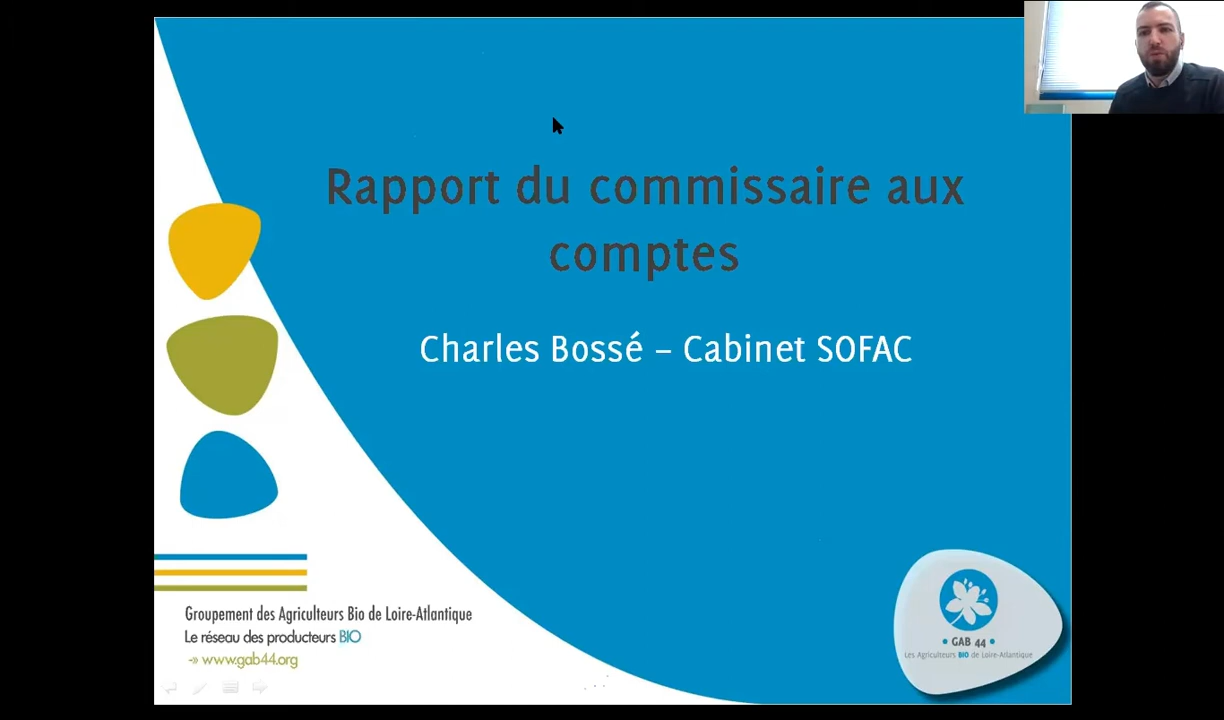 Rapport du commissaire aux
comptes
Charles Bossé – Cabinet SOFAC
Groupement des Agriculteurs Bio de Loire-Atlantique
Le réseau des producteurs BIO
-» www.gab44.org
• GAB 44 •
Les Agriculteurs BIO de Loire-Atlantique